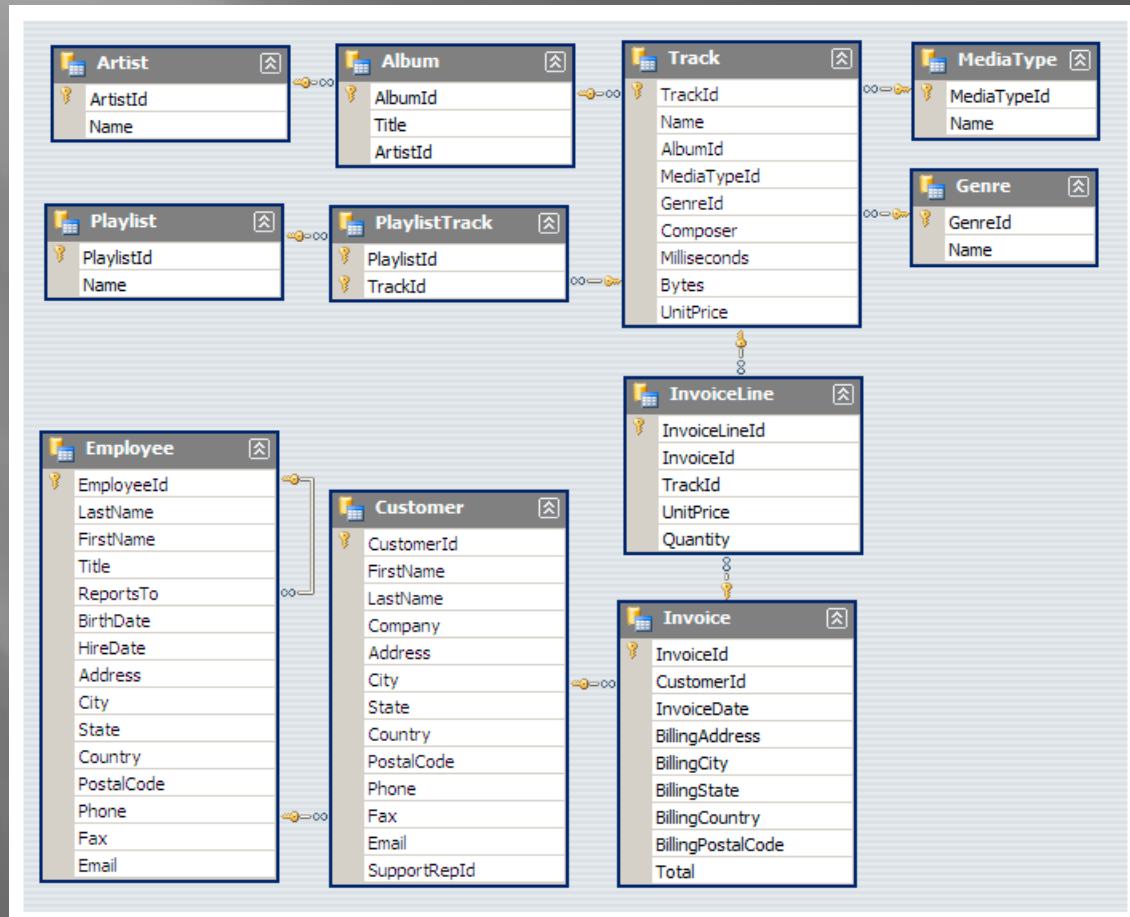 Artist
ArtistId
Name
Album
AlbumId
Title
ArtistId
Track
TrackId
Name
AlbumId
MediaTypeId
GenreId
Composer
Milliseconds
Bytes
UnitPrice
MediaType
MediaTypeId
Name
Genre
GenreId
Name
Playlist
PlaylistId
Name
PlaylistTrack
PlaylistId
TrackId
InvoiceLine
InvoiceLineId
InvoiceId
TrackId
UnitPrice
Quantity
Employee
EmployeeId
LastName
FirstName
Title
ReportsTo
BirthDate
HireDate
Address
City
State
Country
PostalCode
Phone
Fax
Email
Customer
CustomerId
FirstName
LastName
Company
Address
City
State
Country
PostalCode
Phone
Fax
Email
SupportRepId
Invoice
InvoiceId
CustomerId
InvoiceDate
BillingAddress
BillingCity
BillingState
BillingCountry
BillingPostalCode
Total